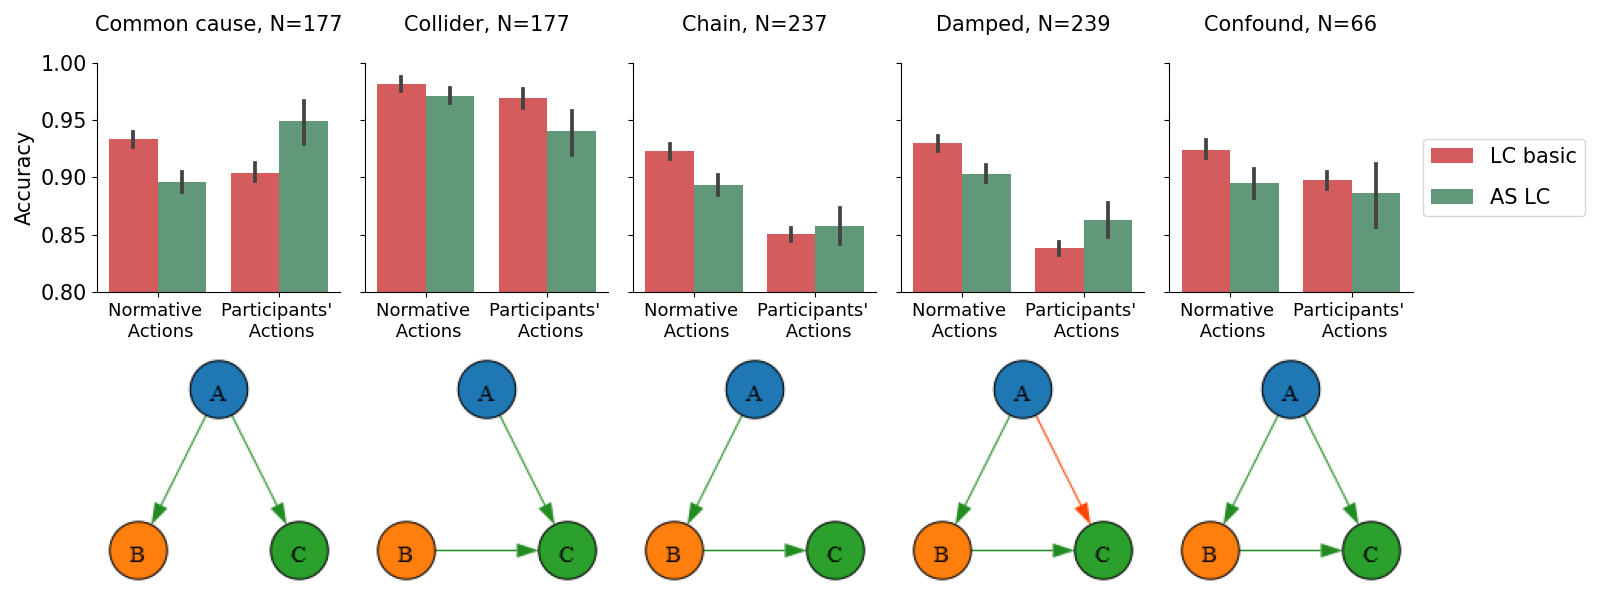 Common cause, N=177
Collider, N=177
Chain, N=237
Damped, N=239
Confound, N=66
Accuracy
1.00
0.95
0.90
0.85
0.80
Normative
Actions
Participants'
Actions
Normative
Actions
Participants'
Actions
Normative
Actions
Participants'
Actions
Normative
Actions
Participants'
Actions
Normative
Actions
Participants'
Actions
LC basic
AS LC
A
B
C
A
B
C
A
B
C
A
B
C
A
B
C